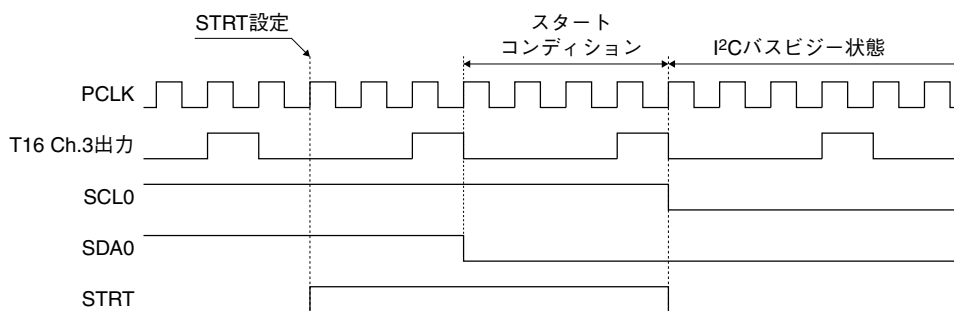 STRT設定
スタート
コンディション
I²Cバスビジー状態
PCLK
T16 Ch.3出力
SCL0
SDA0
STRT